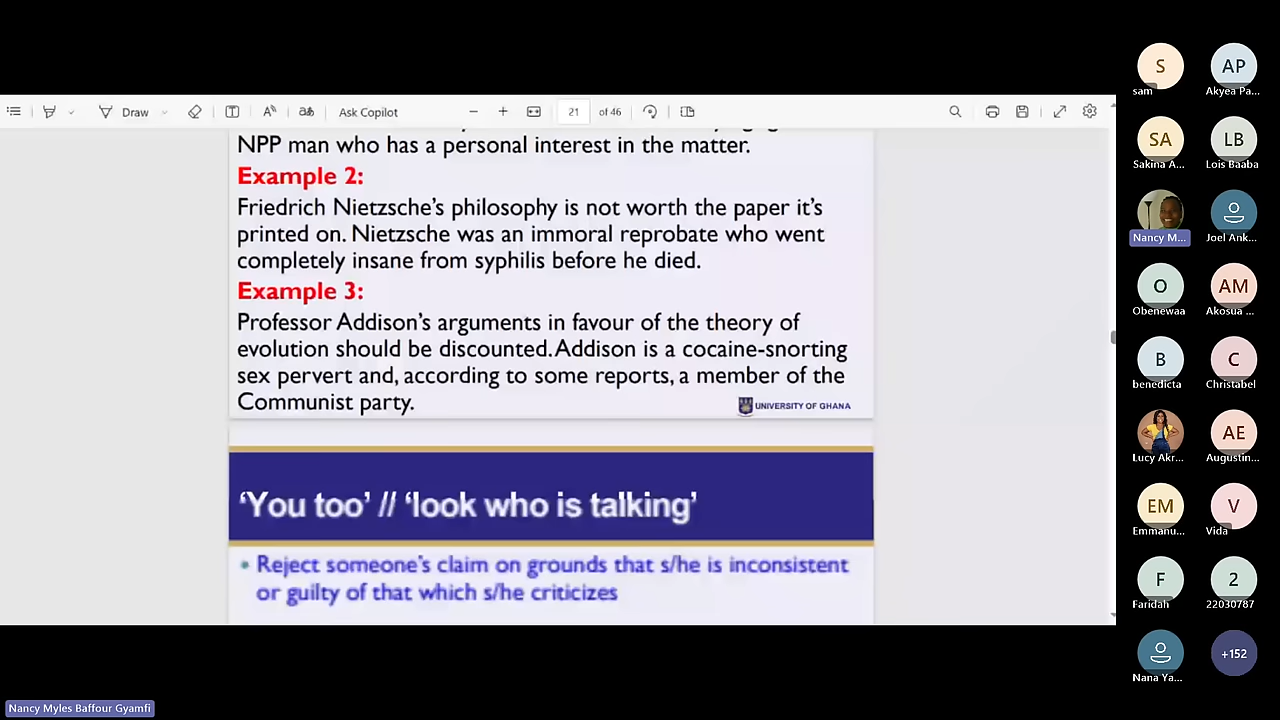 Draw
Ask Copilot
21 of 46
NPP man who has a personal interest in the matter.
Example 2:
Friedrich Nietzsche's philosophy is not worth the paper it's
printed on. Nietzsche was an immoral reprobate who went
completely insane from syphilis before he died.
Example 3:
Professor Addison's arguments in favour of the theory of
evolution should be discounted. Addison is a cocaine-snorting
sex pervert and, according to some reports, a member of the
Communist party.
UNIVERSITY OF GHANA
'You too' // 'look who is talking'
• Reject someone's claim on grounds that s/he is inconsistent
or guilty of that which s/he criticizes
S
sam
AP
Akyea Pa...
SA
Sakina A...
LB
Lois Baaba
Nancy M...
Joel Ank...
O
Obenewaa
AM
Akosua ...
B
benedicta
C
Christabel
Lucy Akr...
AE
Augustin...
EM
Emmanu...
V
Vida
F
Faridah
2
22030787
Nana Ya...
+152
Nancy Myles Baffour Gyamfi